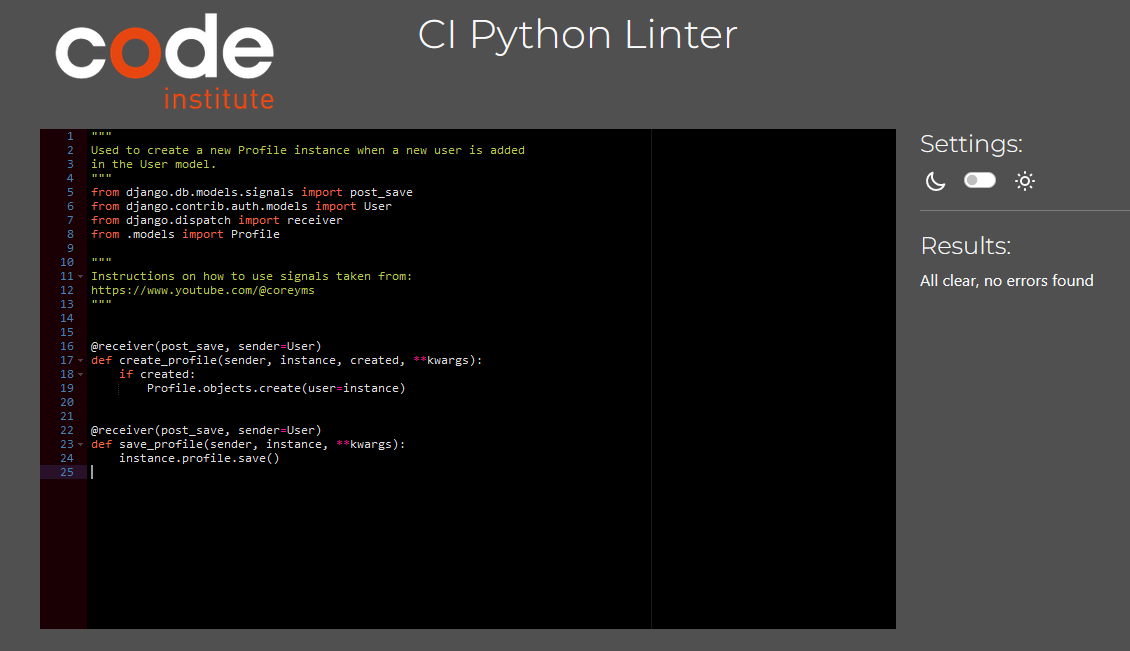 code
institute
CI Python Linter
1 """
2 Used to create a new Profile instance when a new user is added
3 in the User model.
4 """
5 from django.db.models.signals import post_save
6 from django.contrib.auth.models import User
7 from django.dispatch import receiver
8 from .models import Profile
9
10 """
11 Instructions on how to use signals taken from:
12 https://www.youtube.com/@coreyms
13 """
14
15
16 @receiver(post_save, sender=User)
17 def create_profile(sender, instance, created, **kwargs):
18     if created:
19         Profile.objects.create(user=instance)
20
21
22 @receiver(post_save, sender=User)
23 def save_profile(sender, instance, **kwargs):
24     instance.profile.save()
25
Settings:
Results:
All clear, no errors found